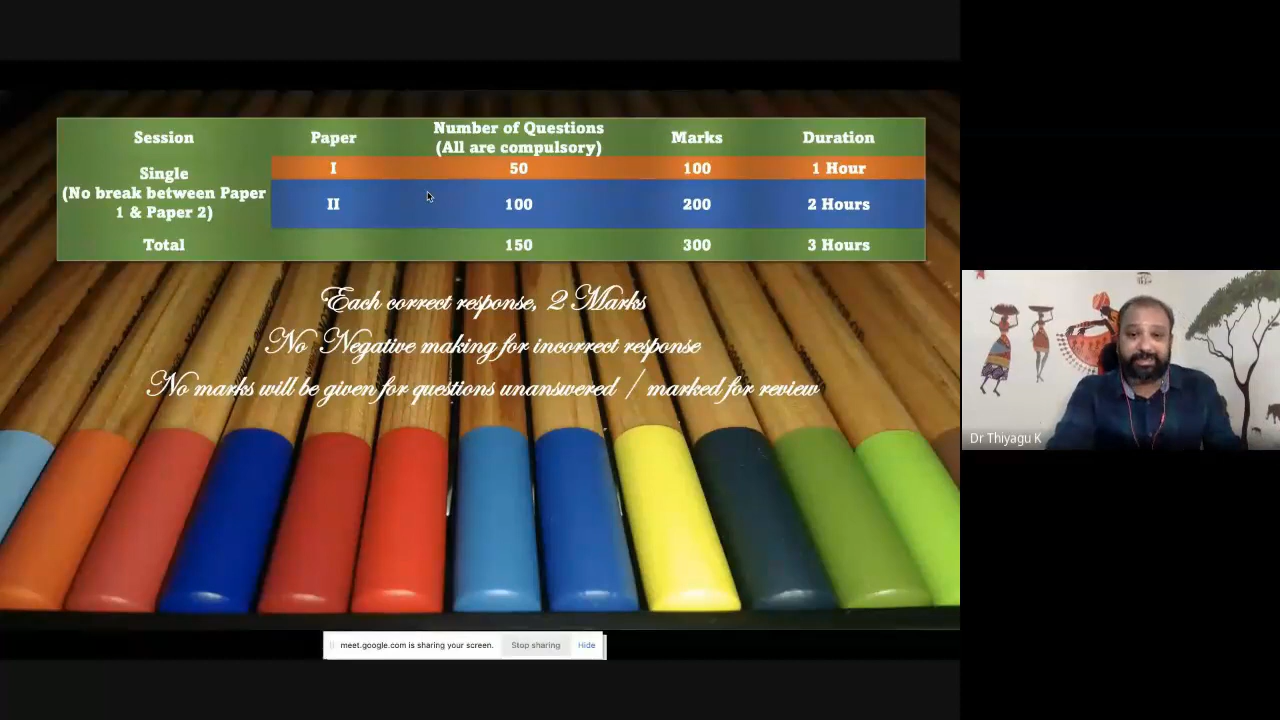 Session Paper Number of Questions Marks Duration
(All are compulsory)
Single
(No break between Paper
1 & Paper 2)
I 50 100 1 Hour
II 100 200 2 Hours
Total 150 300 3 Hours
Each correct response, 2 Marks
No Negative making for incorrect response
No marks will be given for questions unanswered / marked for review
Dr Thiyagu K
meet.google.com is sharing your screen. Stop sharing Hide